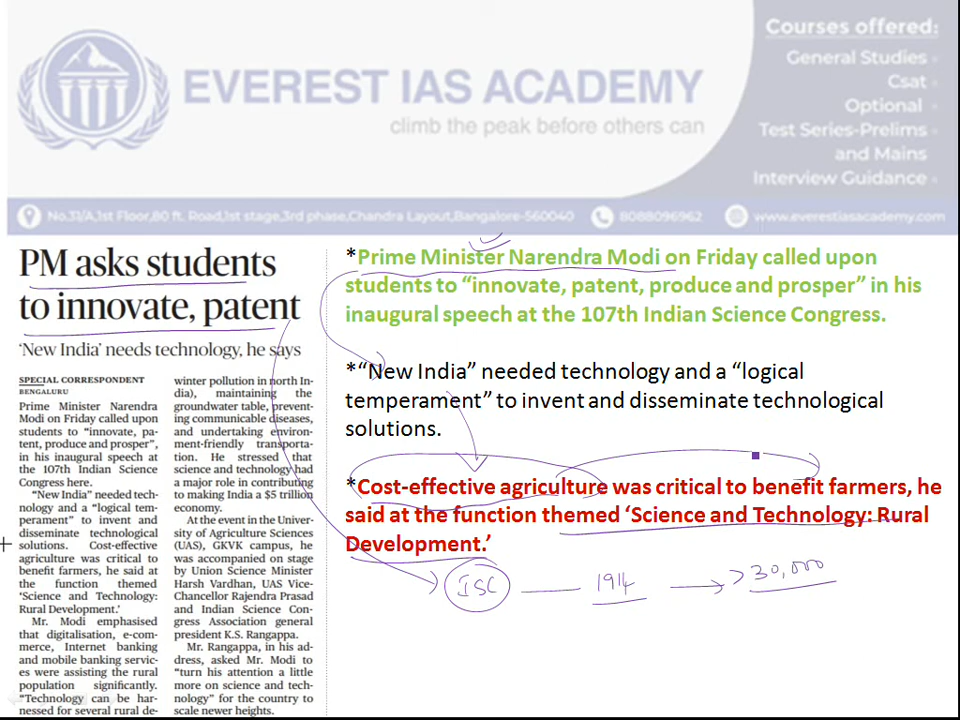 Courses offered:
General Studies
Csat
Optional
Test Series-Prelims
and Mains
Interview Guidance
EVEREST IAS ACADEMY
climb the peak before others can
No.31/A,1st Floor,80 ft. Road,1st stage,3rd phase,Chandra Layout,Bangalore-560040
8088096962
www.everestiasacademy.com
PM asks students
to innovate, patent
‘New India’ needs technology, he says
SPECIAL CORRESPONDENT
BENGALURU
Prime Minister Narendra
Modi on Friday called upon
students to “innovate, pa-
tent, produce and prosper”,
in his inaugural speech at
the 107th Indian Science
Congress here.
“New India” needed tech-
nology and a “logical tem-
perament” to invent and
disseminate technological
solutions. Cost-effective
agriculture was critical to
benefit farmers, he said at
the function themed
‘Science and Technology:
Rural Development.’
Mr. Modi emphasised
that digitalisation, e-com-
merce, Internet banking
and mobile banking servic-
es were assisting the rural
population significantly.
“Technology can be har-
nessed for several rural de-
winter pollution in north In-
dia), maintaining the
groundwater table, prevent-
ing communicable diseases,
and undertaking environ-
ment-friendly transporta-
tion. He stressed that
science and technology had
a major role in contributing
to making India a $5 trillion
economy.
At the event in the Univer-
sity of Agriculture Sciences
(UAS), GKVK campus, he
was accompanied on stage
by Union Science Minister
Harsh Vardhan, UAS Vice-
Chancellor Rajendra Prasad
and Indian Science Con-
gress Association general
president K.S. Rangappa.
Mr. Rangappa, in his ad-
dress, asked Mr. Modi to
“turn his attention a little
more on science and tech-
nology” for the country to
scale newer heights.
*Prime Minister Narendra Modi on Friday called upon
students to “innovate, patent, produce and prosper” in his
inaugural speech at the 107th Indian Science Congress.
*“New India” needed technology and a “logical
temperament” to invent and disseminate technological
solutions.
*Cost-effective agriculture was critical to benefit farmers, he
said at the function themed ‘Science and Technology: Rural
Development.’
ISC 1914 >30,000